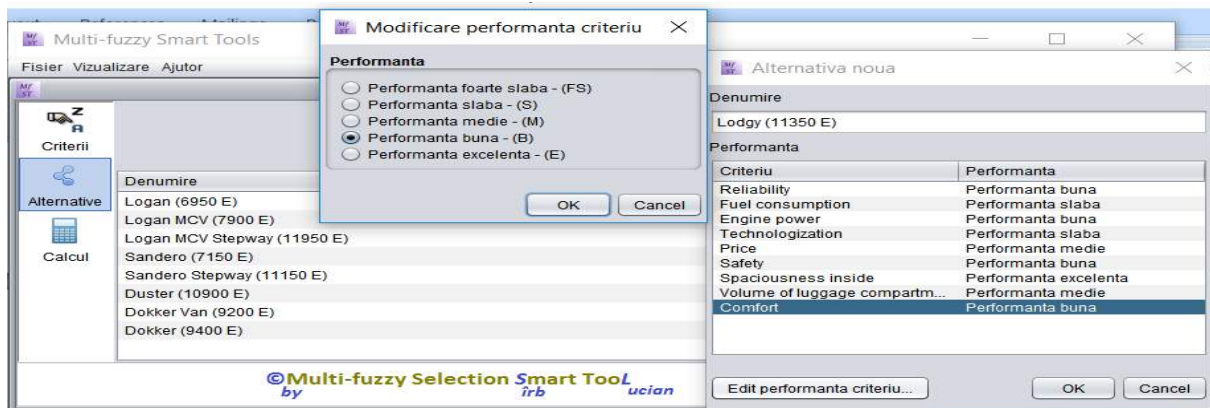 Multi-fuzzy Smart Tools
Fisier Vizualizare Ajutor
Criterii
Alternative
Calcul
Denumire
Logan (6950 E)
Logan MCV (7900 E)
Logan MCV Stepway (11950 E)
Sandero (7150 E)
Sandero Stepway (11150 E)
Duster (10900 E)
Dokker Van (9200 E)
Dokker (9400 E)
©Multi-fuzzy Selection Smart TooL
by Sîrb Lucian
Modificare performanta criteriu
Performanta
Performanta foarte slaba - (FS)
Performanta slaba - (S)
Performanta medie - (M)
Performanta buna - (B)
Performanta excelenta - (E)
OK Cancel
Alternativa noua
Denumire
Lodgy (11350 E)
Performanta
Criteriu Performanta
Reliability Performanta buna
Fuel consumption Performanta slaba
Engine power Performanta buna
Technologization Performanta slaba
Price Performanta medie
Safety Performanta buna
Spaciousness inside Performanta excelenta
Volume of luggage compartm... Performanta medie
Comfort Performanta buna
Edit performanta criteriu... OK Cancel